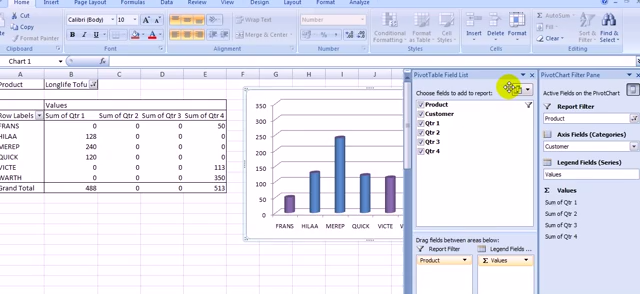 Home Insert Page Layout Formulas Data Review View Design Layout Format Analyze
Cut
Copy
Format Painter
Calibri (Body) 10
Wrap Text
Merge & Center
Number
Conditional Formatting
Format as Table
Cell Styles
Insert
Delete
Format
AutoSum
Fill
Clear
Clipboard
Font
Alignment
Number
Styles
Cells
Chart 1
A B C D E F G H I J
Product Longlife Tofu
Values
Row Labels Sum of Qtr 1 Sum of Qtr 2 Sum of Qtr 3 Sum of Qtr 4
FRANS 0 0 0 50
HILAA 128 0 0 0
MEREP 240 0 0 0
QUICK 120 0 0 0
VICTE 0 0 0 113
WARTH 0 0 0 350
Grand Total 488 0 0 513
350
300
250
200
150
100
50
0
FRANS HILAA MEREP QUICK VICTE
PivotTable Field List
Choose fields to add to report:
Product
Customer
Qtr 1
Qtr 2
Qtr 3
Qtr 4
Drag fields between areas below:
Report Filter
Legend Fields ...
Product
Σ Values
PivotChart Filter Pane
Active Fields on the PivotChart
Report Filter
Product
Axis Fields (Categories)
Customer
Legend Fields (Series)
Values
Σ Values
Sum of Qtr 1
Sum of Qtr 2
Sum of Qtr 3
Sum of Qtr 4